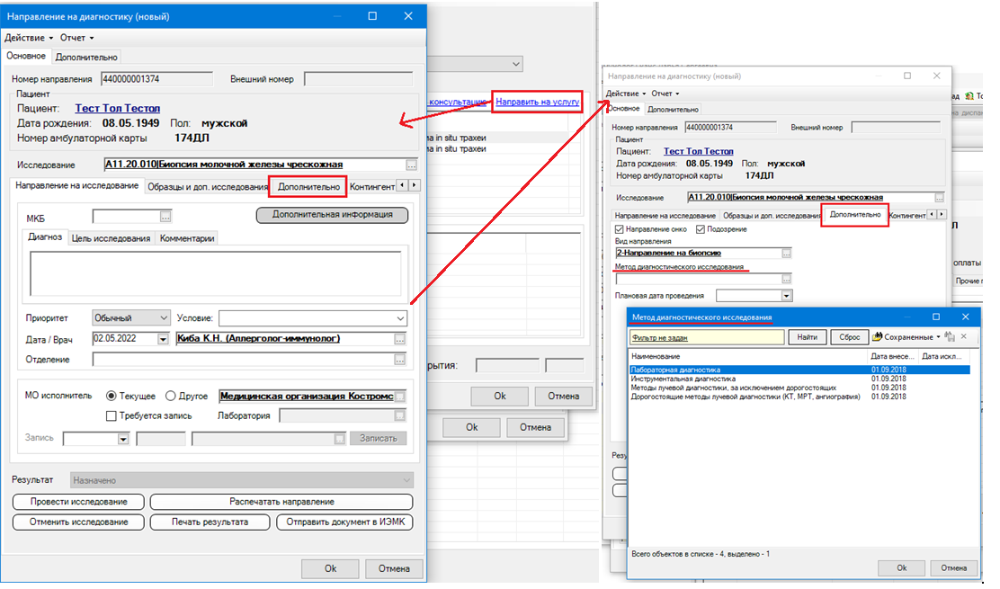 Направление на диагностику (новый)
Действие Отчет
Основное Дополнительно
Номер направления 440000001374 Внешний номер
Пациент
Пациент: Тест Тол Тестол
Дата рождения: 08.05.1949 Пол: мужской
Номер амбулаторной карты 174ДЛ
Исследование A11.20.010|Биопсия молочной железы чрескожная
Направление на исследование Образцы и доп. исследования Дополнительно Контингент
МКБ Дополнительная информация
Диагноз Цель исследования Комментарии
Приоритет Обычный Условие:
Дата / Врач 02.05.2022 Киба К.Н. (Аллерголог-иммунолог)
Отделение
МО исполнитель Текущее Другое Медицинская организация Костромс
Требуется запись Лаборатория
Запись Записать
Результат Назначено
Провести исследование Распечатать направление
Отменить исследование Печать результата Отправить документ в ИЭМК
Ok Отмена
консультацию Направить на услугу
а in situ трахеи
а in situ трахеи
рытия:
Ok Отмена
Ok Отмена
Направление на диагностику (новый)
Действие Отчет
Основное Дополнительно
Номер направления 440000001374 Внешний номер
Пациент
Пациент: Тест Тол Тестол
Дата рождения: 08.05.1949 Пол: мужской
Номер амбулаторной карты 174ДЛ
Исследование A11.20.010|Биопсия молочной железы чрескожная
Направление на исследование Образцы и доп. исследования Дополнительно Контингент
Направление онко Подозрение
Вид направления
2-Направление на биопсию
Метод диагностического исследования
Плановая дата проведения
Резу
Метод диагностического исследования
Фильтр не задан Найти Сброс Сохраненные
Наименование Дата внесе... Дата искл...
Лабораторная диагностика 01.09.2018
Инструментальная диагностика 01.09.2018
Методы лучевой диагностики, за исключением дорогостоящих 01.09.2018
Дорогостоящие методы лучевой диагностики (КТ, МРТ, ангиография) 01.09.2018
Всего объектов в списке - 4, выделено - 1
Ok Отмена
ад То
на диспан
оплаты
Прочие г